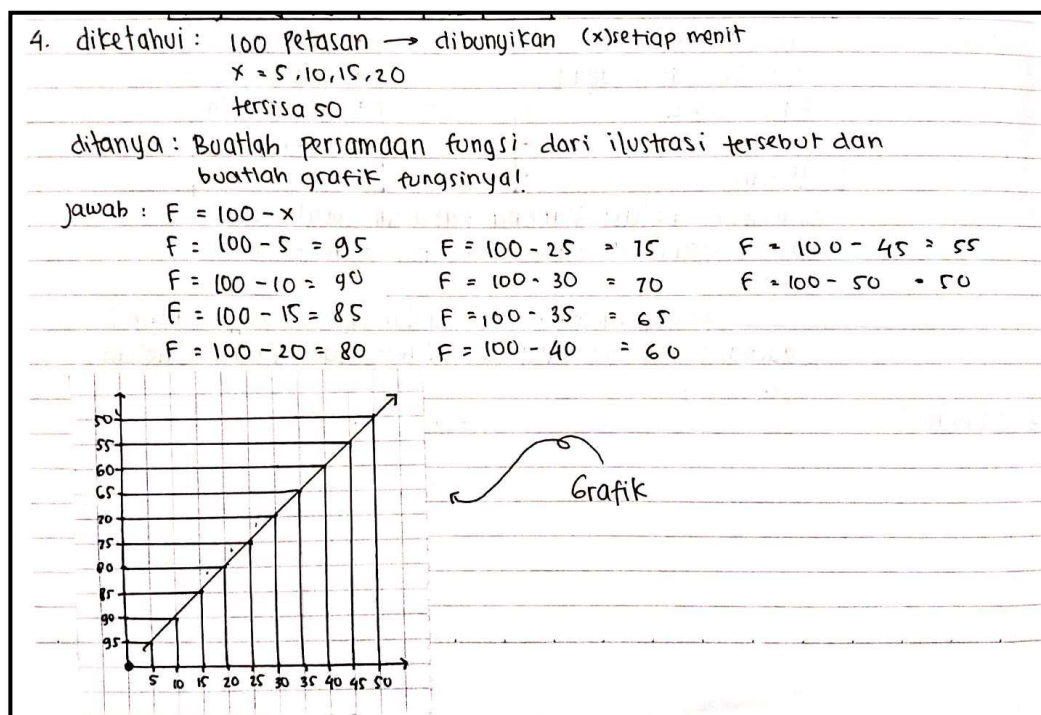 4. diketahui : 100 Petasan → dibunyikan (x) setiap menit
x = 5, 10, 15, 20
tersisa 50
ditanya : Buatlah persamaan fungsi dari ilustrasi tersebut dan
buatlah grafik fungsinya!
Jawab : F = 100 - x
F = 100 - 5 = 95 F = 100 - 25 = 75 F = 100 - 45 = 55
F = 100 - 10 = 90 F = 100 - 30 = 70 F = 100 - 50 = 50
F = 100 - 15 = 85 F = 100 - 35 = 65
F = 100 - 20 = 80 F = 100 - 40 = 60
50
55
60
65
70
75
80
85
90
95
5 10 15 20 25 30 35 40 45 50
Grafik